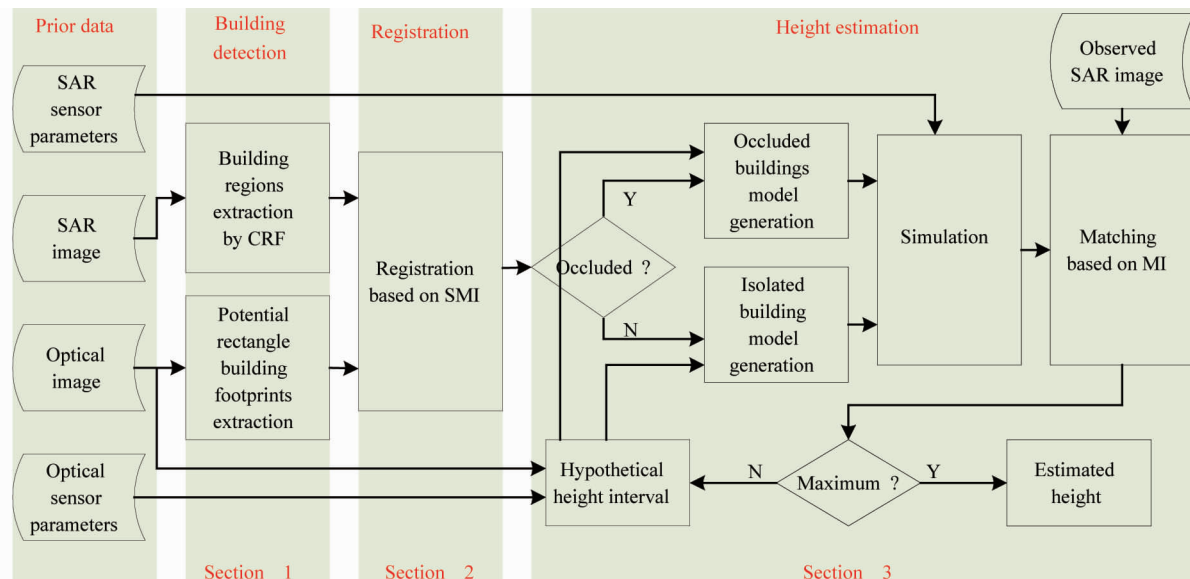 Prior data
Building
detection
Registration
Height estimation
SAR
sensor
parameters
SAR
image
Optical
image
Optical
sensor
parameters
Building
regions
extraction
by CRF
Potential
rectangle
building
footprints
extraction
Registration
based on SMI
Occluded ?
Y
N
Occluded
buildings
model
generation
Isolated
building
model
generation
Simulation
Observed
SAR image
Matching
based on MI
Hypothetical
height interval
N
Maximum ?
Y
Estimated
height
Section 1
Section 2
Section 3